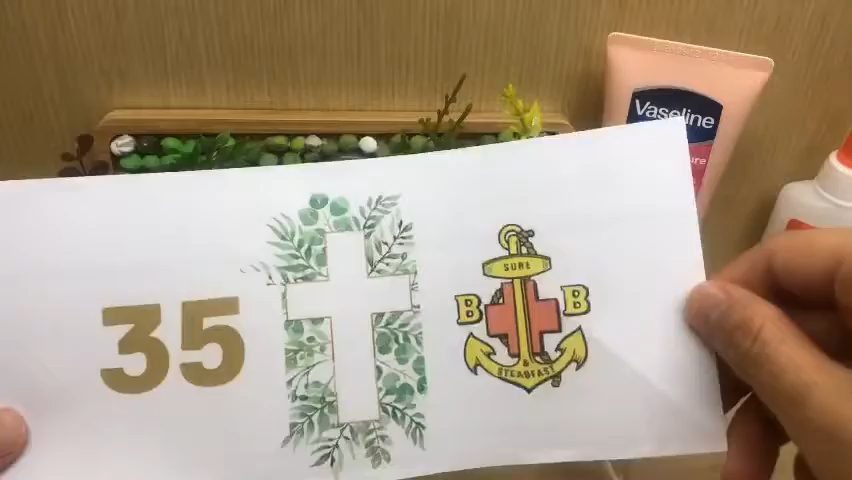 Vaseline
35
SURE
B B
&
STEADFAST